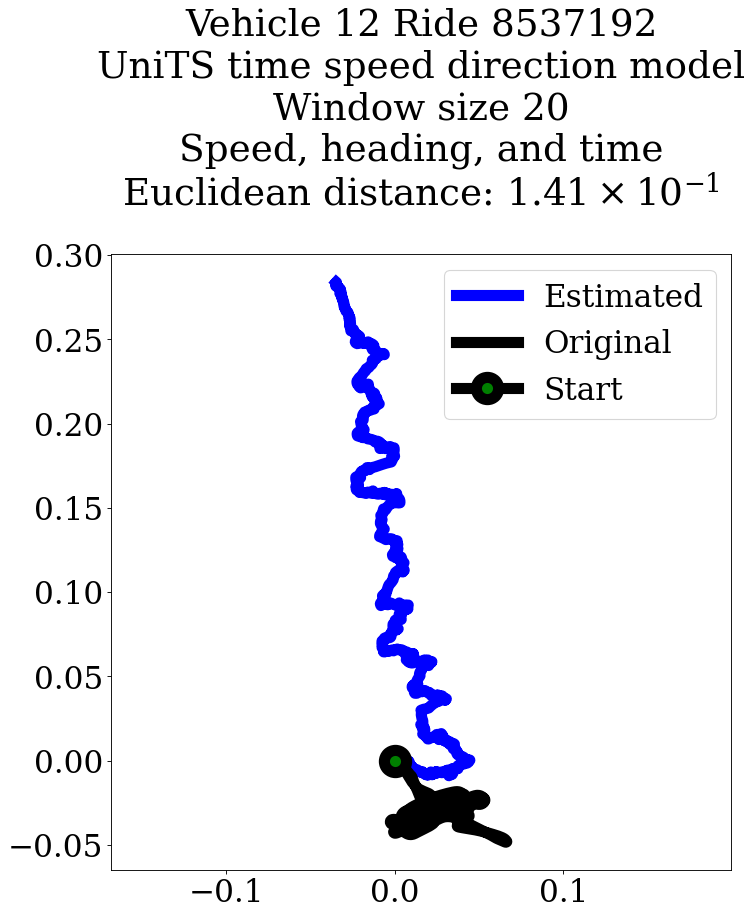 Vehicle 12 Ride 8537192
UniTS time speed direction model
Window size 20
Speed, heading, and time
Euclidean distance: $1.41 \times 10^{-1}$
0.30
0.25
0.20
0.15
0.10
0.05
0.00
−0.05
−0.1
0.0
0.1
Estimated
Original
Start